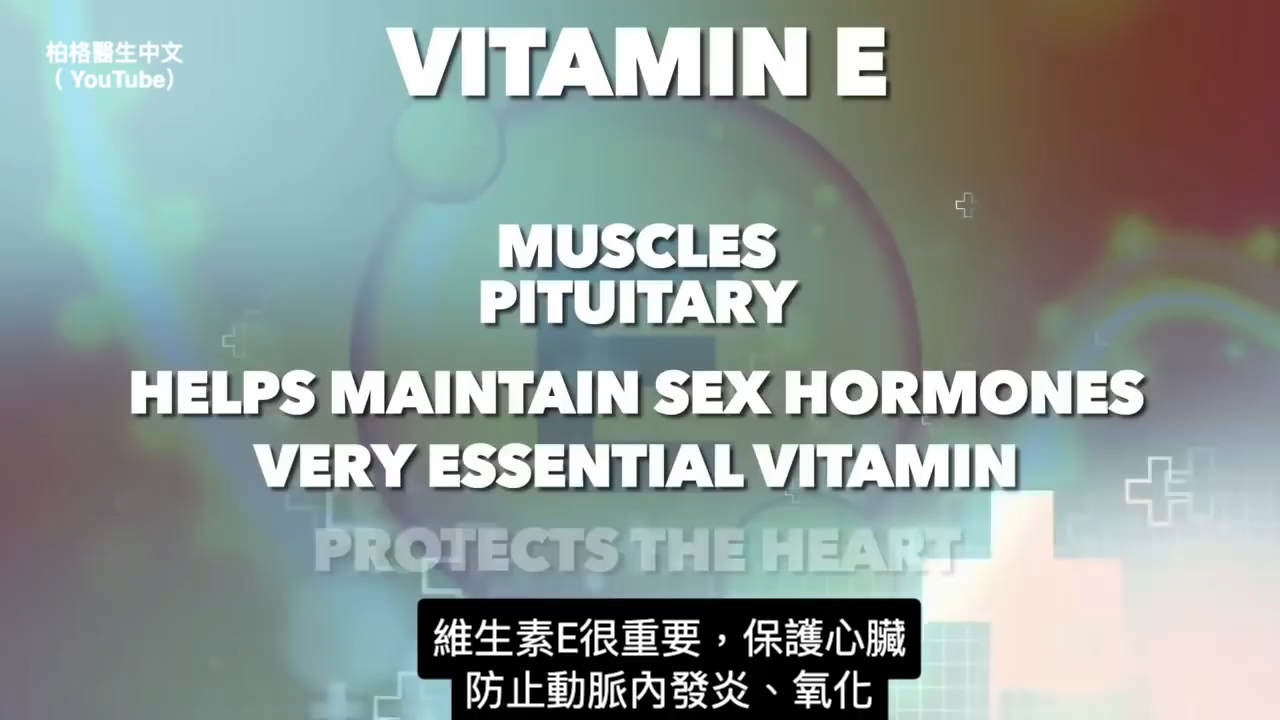 柏格醫生中文
（YouTube）
VITAMIN E
MUSCLES
PITUITARY
HELPS MAINTAIN SEX HORMONES
VERY ESSENTIAL VITAMIN
PROTECTS THE HEART
維生素E很重要，保護心臟
防止動脈內發炎、氧化